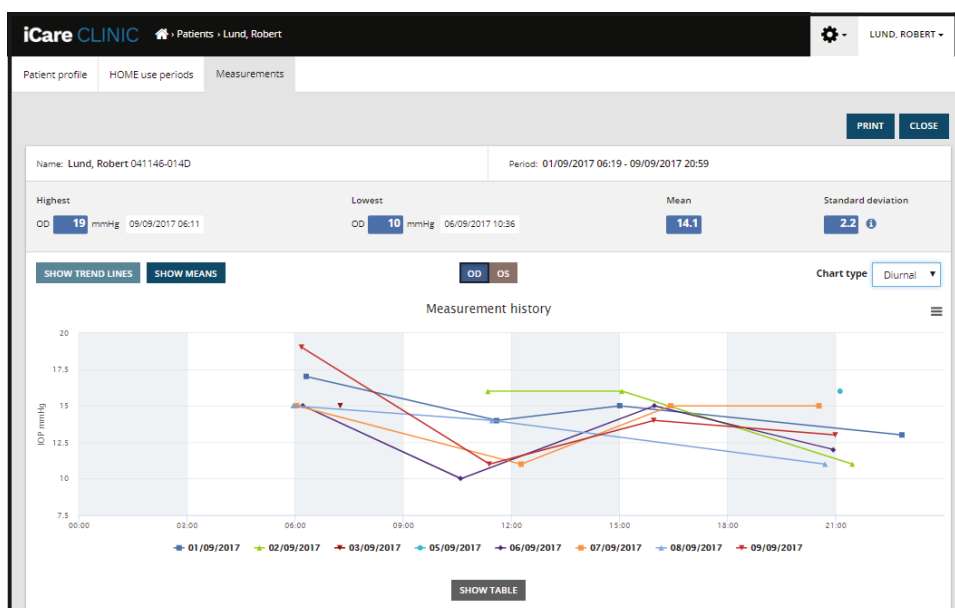 iCare CLINIC › Patients › Lund, Robert LUND, ROBERT
Patient profile HOME use periods Measurements
PRINT CLOSE
Name: Lund, Robert 041146-014D Period: 01/09/2017 06:19 - 09/09/2017 20:59
Highest Lowest Mean Standard deviation
OD 19 mmHg 09/09/2017 06:11 OD 10 mmHg 06/09/2017 10:36 14.1 2.2 i
SHOW TREND LINES SHOW MEANS OD OS Chart type Diurnal
Measurement history
20
17.5
15
12.5
10
7.5
IOP mmHg
00:00 03:00 06:00 09:00 12:00 15:00 18:00 21:00
01/09/2017 02/09/2017 03/09/2017 05/09/2017 06/09/2017 07/09/2017 08/09/2017 09/09/2017
SHOW TABLE